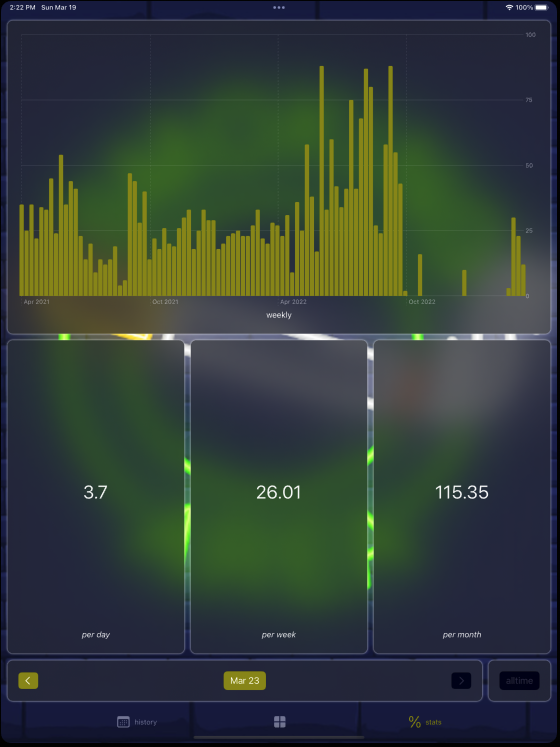 2:22 PM Sun Mar 19
100%
100
75
50
25
0
Apr 2021 Oct 2021 Apr 2022 Oct 2022
weekly
3.7 26.01 115.35
per day per week per month
Mar 23 alltime
history % stats